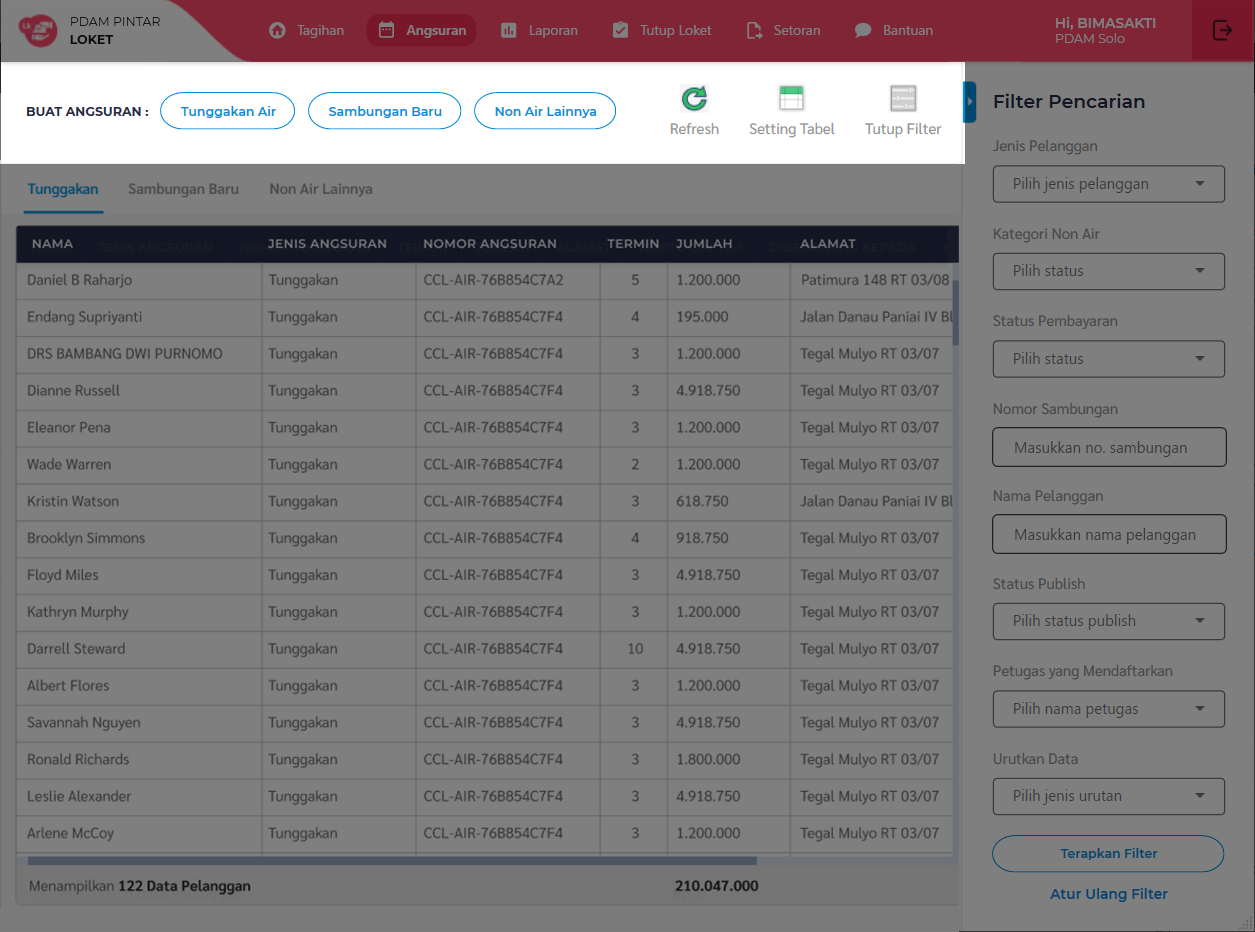 PDAM PINTAR
LOKET
Tagihan Angsuran Laporan Tutup Loket Setoran Bantuan
Hi, BIMASAKTI
PDAM Solo
BUAT ANGSURAN : Tunggakan Air Sambungan Baru Non Air Lainnya
Refresh Setting Tabel Tutup Filter
Tunggakan Sambungan Baru Non Air Lainnya
NAMA JENIS ANGSURAN NOMOR ANGSURAN TERMIN JUMLAH ALAMAT
Daniel B Raharjo Tunggakan CCL-AIR-76B854C7A2 5 1.200.000 Patimura 148 RT 03/08
Endang Supriyanti Tunggakan CCL-AIR-76B854C7F4 4 195.000 Jalan Danau Paniai IV Bl
DRS BAMBANG DWI PURNOMO Tunggakan CCL-AIR-76B854C7F4 3 1.200.000 Tegal Mulyo RT 03/07
Dianne Russell Tunggakan CCL-AIR-76B854C7F4 3 4.918.750 Tegal Mulyo RT 03/07
Eleanor Pena Tunggakan CCL-AIR-76B854C7F4 3 1.200.000 Tegal Mulyo RT 03/07
Wade Warren Tunggakan CCL-AIR-76B854C7F4 2 1.200.000 Tegal Mulyo RT 03/07
Kristin Watson Tunggakan CCL-AIR-76B854C7F4 3 618.750 Jalan Danau Paniai IV Bl
Brooklyn Simmons Tunggakan CCL-AIR-76B854C7F4 4 918.750 Tegal Mulyo RT 03/07
Floyd Miles Tunggakan CCL-AIR-76B854C7F4 3 4.918.750 Tegal Mulyo RT 03/07
Kathryn Murphy Tunggakan CCL-AIR-76B854C7F4 3 1.200.000 Tegal Mulyo RT 03/07
Darrell Steward Tunggakan CCL-AIR-76B854C7F4 10 4.918.750 Tegal Mulyo RT 03/07
Albert Flores Tunggakan CCL-AIR-76B854C7F4 3 1.200.000 Tegal Mulyo RT 03/07
Savannah Nguyen Tunggakan CCL-AIR-76B854C7F4 3 4.918.750 Tegal Mulyo RT 03/07
Ronald Richards Tunggakan CCL-AIR-76B854C7F4 3 1.800.000 Tegal Mulyo RT 03/07
Leslie Alexander Tunggakan CCL-AIR-76B854C7F4 3 4.918.750 Tegal Mulyo RT 03/07
Arlene McCoy Tunggakan CCL-AIR-76B854C7F4 3 1.200.000 Tegal Mulyo RT 03/07
Menampilkan 122 Data Pelanggan 210.047.000
Filter Pencarian
Jenis Pelanggan
Pilih jenis pelanggan
Kategori Non Air
Pilih status
Status Pembayaran
Pilih status
Nomor Sambungan
Masukkan no. sambungan
Nama Pelanggan
Masukkan nama pelanggan
Status Publish
Pilih status publish
Petugas yang Mendaftarkan
Pilih nama petugas
Urutkan Data
Pilih jenis urutan
Terapkan Filter
Atur Ulang Filter